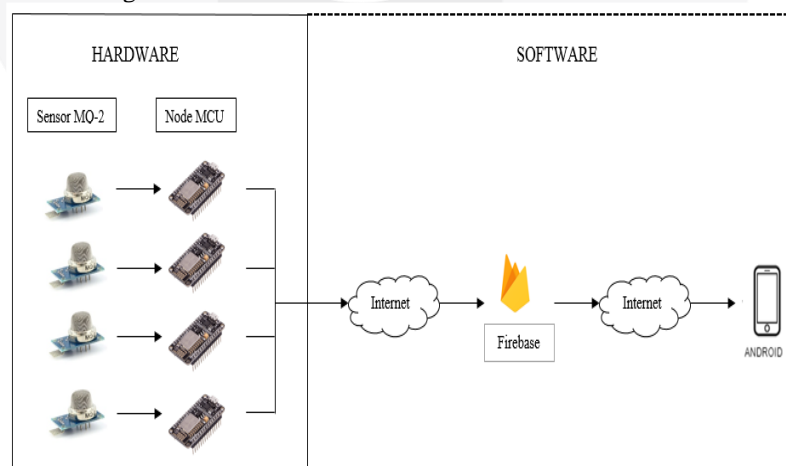 HARDWARE
SOFTWARE
Sensor MQ-2
Node MCU
Internet
Firebase
Internet
ANDROID